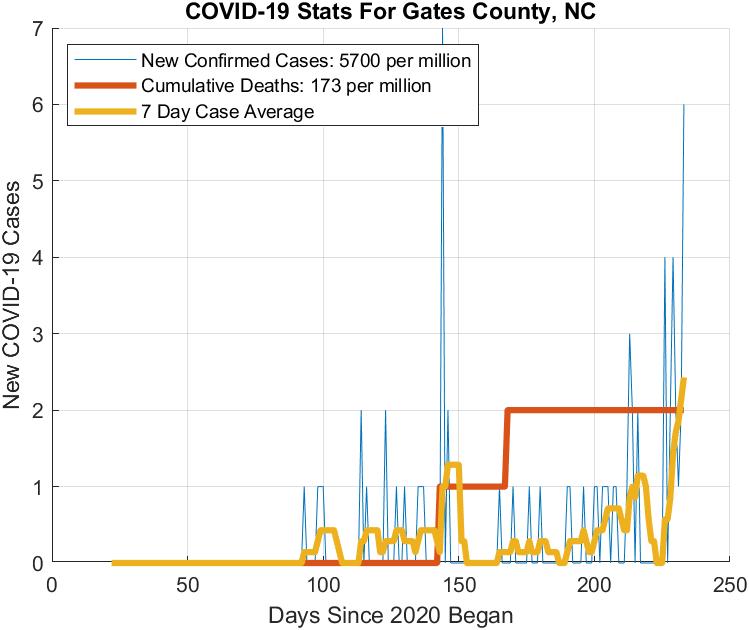 COVID-19 Stats For Gates County, NC
7
New Confirmed Cases: 5700 per million
Cumulative Deaths: 173 per million
7 Day Case Average
6
5
4
3
2
1
0
New COVID-19 Cases
0 50 100 150 200 250
Days Since 2020 Began